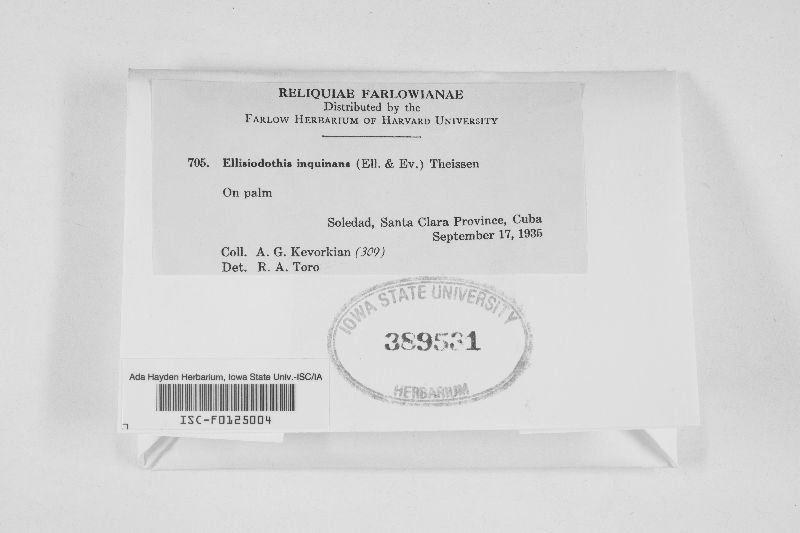 RELIQUIAE FARLOWIANAE
Distributed by the
FARLOW HERBARIUM OF HARVARD UNIVERSITY
705. Ellisiodothis inquinans (Ell. & Ev.) Theissen
On palm
Soledad, Santa Clara Province, Cuba
September 17, 1935
Coll. A. G. Kevorkian (309)
Det. R. A. Toro
IOWA STATE UNIVERSITY
389531
HERBARIUM
Ada Hayden Herbarium, Iowa State Univ.-ISC/IA
ISC-F0125004